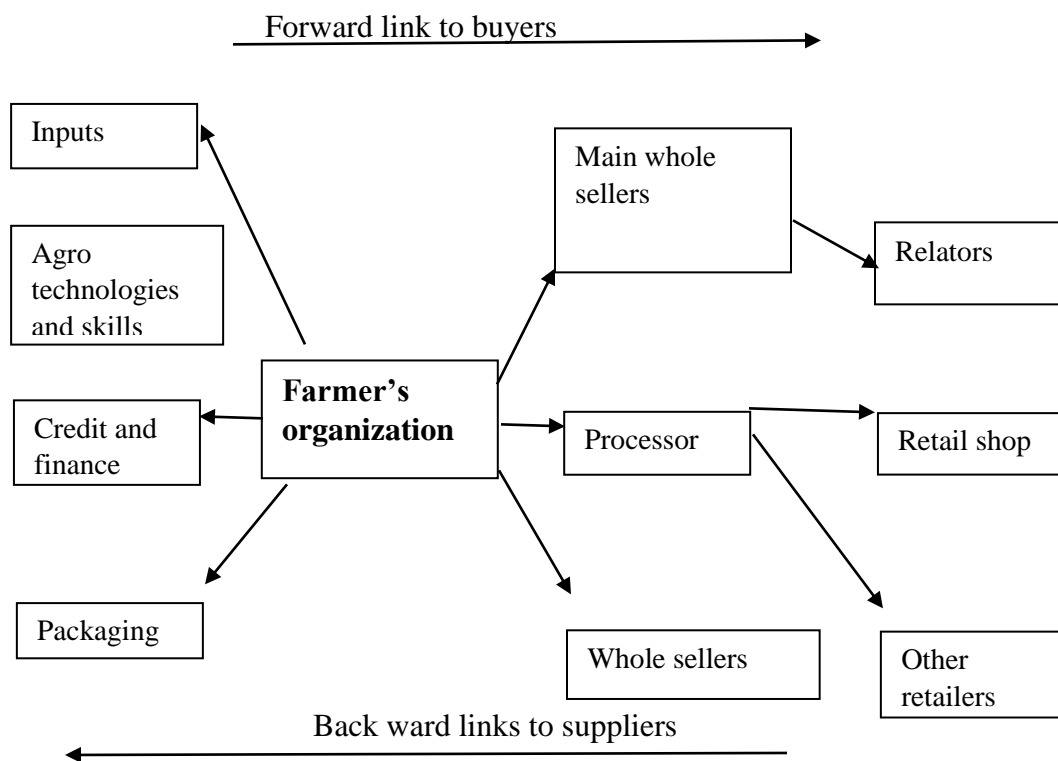 Forward link to buyers
Inputs
Main whole
sellers
Agro
technologies
and skills
Relators
Farmer's
organization
Credit and
finance
Processor
Retail shop
Packaging
Whole sellers
Other
retailers
Back ward links to suppliers